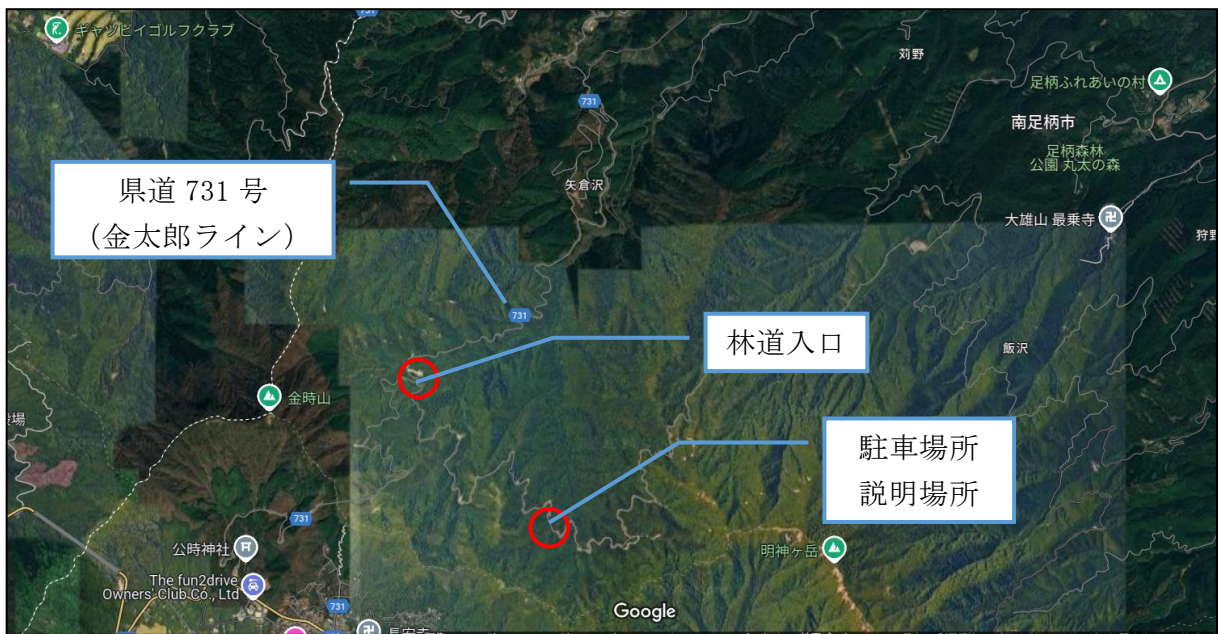 731
ギャツビイゴルフクラブ
苅野
足柄ふれあいの村
731
南足柄市
足柄森林
公園 丸太の森
県道 731 号
(金太郎ライン)
矢倉沢
大雄山 最乗寺
731
林道入口
飯沢
金時山
駐車場所
説明場所
731
公時神社
明神ヶ岳
The fun2drive
Owners' Club Co., Ltd
731
Google